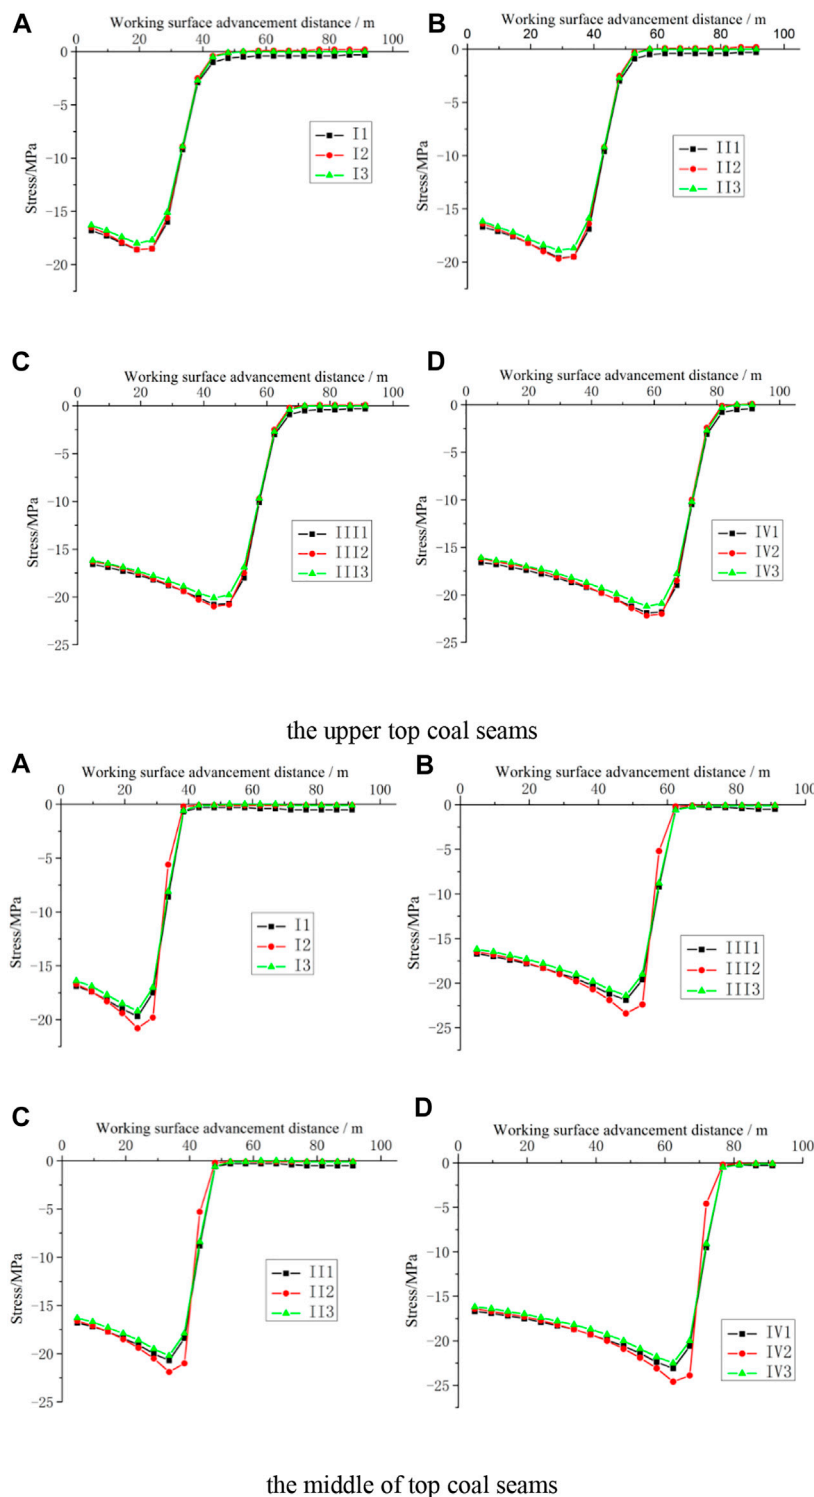 A
Working surface advancement distance / m
0 20 40 60 80 100
0
-5
-10
-15
-20
Stress/MPa
I1
I2
I3
B
Working surface advancement distance / m
0 20 40 60 80 100
0
-5
-10
-15
-20
Stress/MPa
II1
II2
II3
C
Working surface advancement distance / m
0 20 40 60 80 100
0
-5
-10
-15
-20
-25
Stress/MPa
III1
III2
III3
D
Working surface advancement distance / m
0 20 40 60 80 100
0
-5
-10
-15
-20
-25
Stress/MPa
IV1
IV2
IV3
the upper top coal seams
A
Working surface advancement distance / m
0 20 40 60 80 100
0
-5
-10
-15
-20
Stress/MPa
I1
I2
I3
B
Working surface advancement distance / m
0 20 40 60 80 100
0
-5
-10
-15
-20
-25
Stress/MPa
III1
III2
III3
C
Working surface advancement distance / m
0 20 40 60 80 100
0
-5
-10
-15
-20
-25
Stress/MPa
II1
II2
II3
D
Working surface advancement distance / m
0 20 40 60 80 100
0
-5
-10
-15
-20
-25
Stress/MPa
IV1
IV2
IV3
the middle of top coal seams